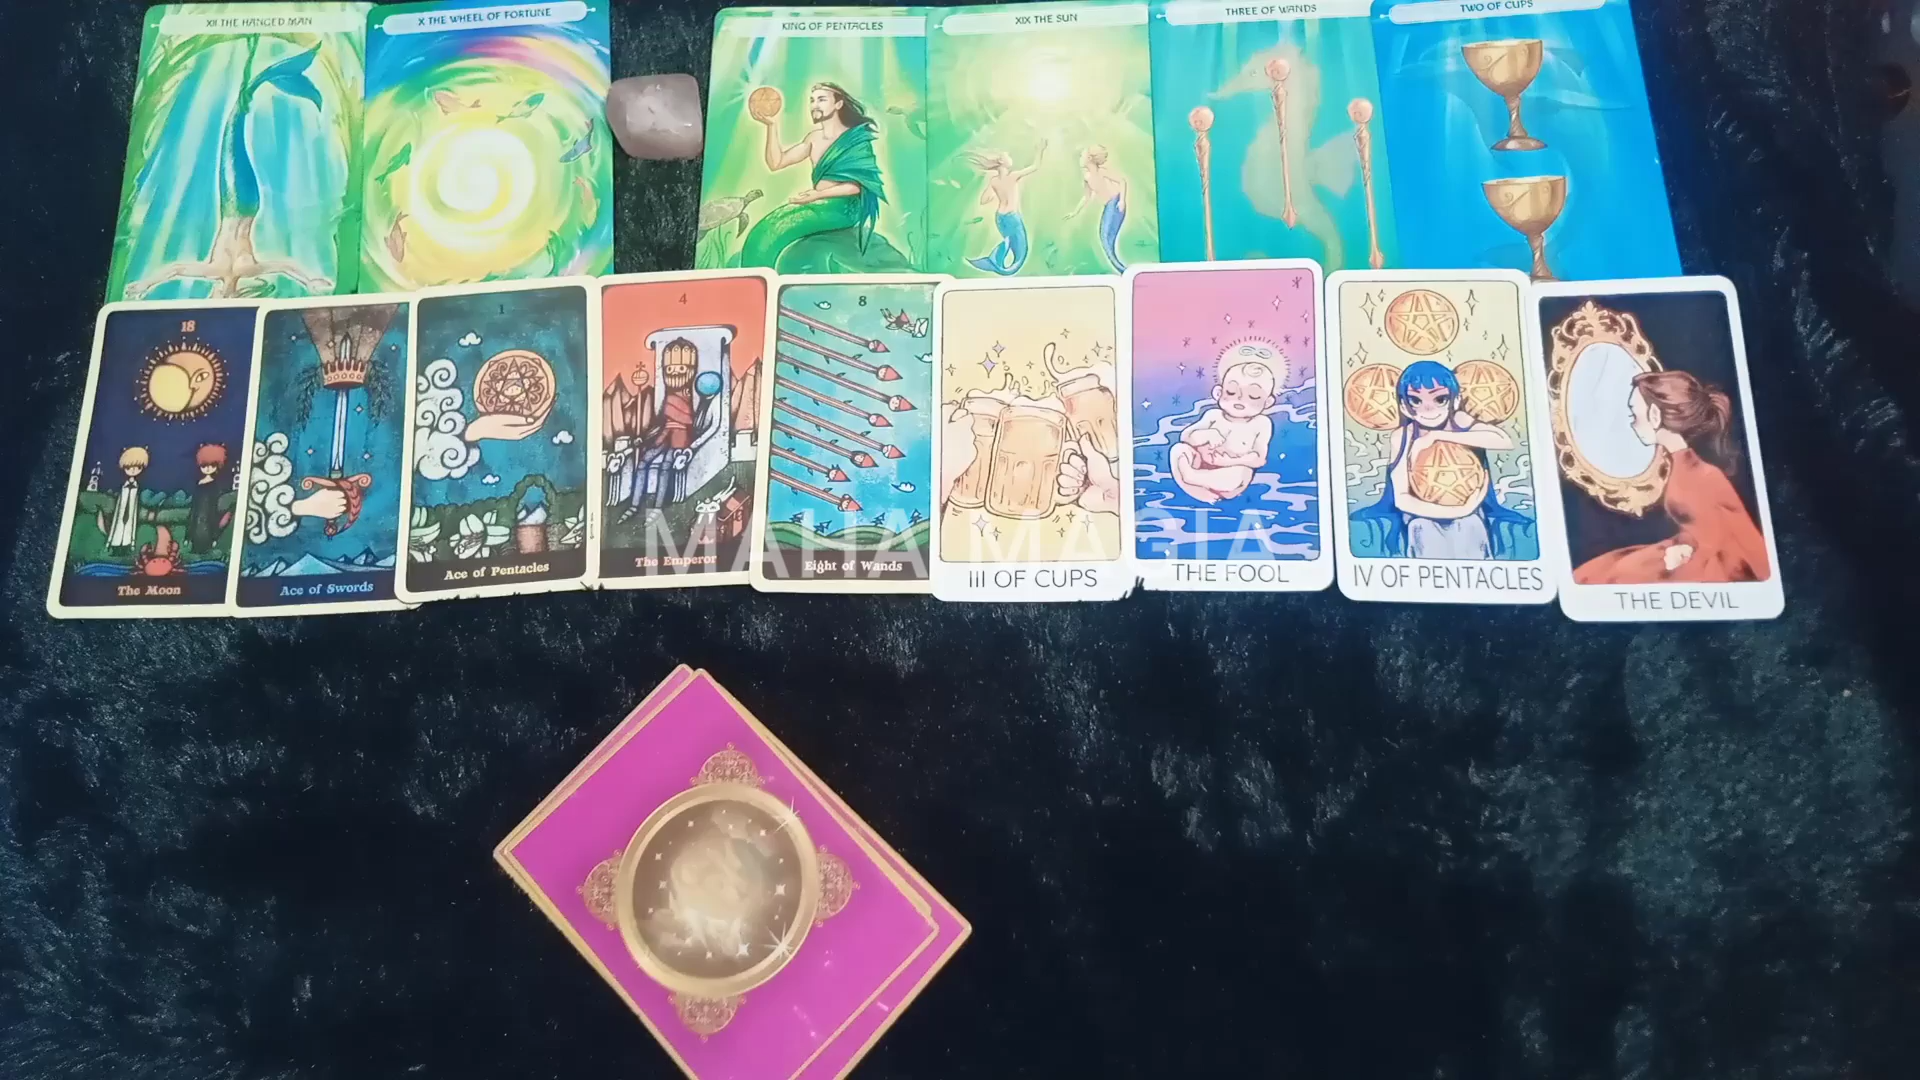 XII THE HANGED MAN
X THE WHEEL OF FORTUNE
KING OF PENTACLES
XIX THE SUN
THREE OF WANDS
TWO OF CUPS
18
The Moon
Ace of Swords
1
Ace of Pentacles
4
The Emperor
8
Eight of Wands
III OF CUPS
THE FOOL
IV OF PENTACLES
THE DEVIL
MAHA MAGIA